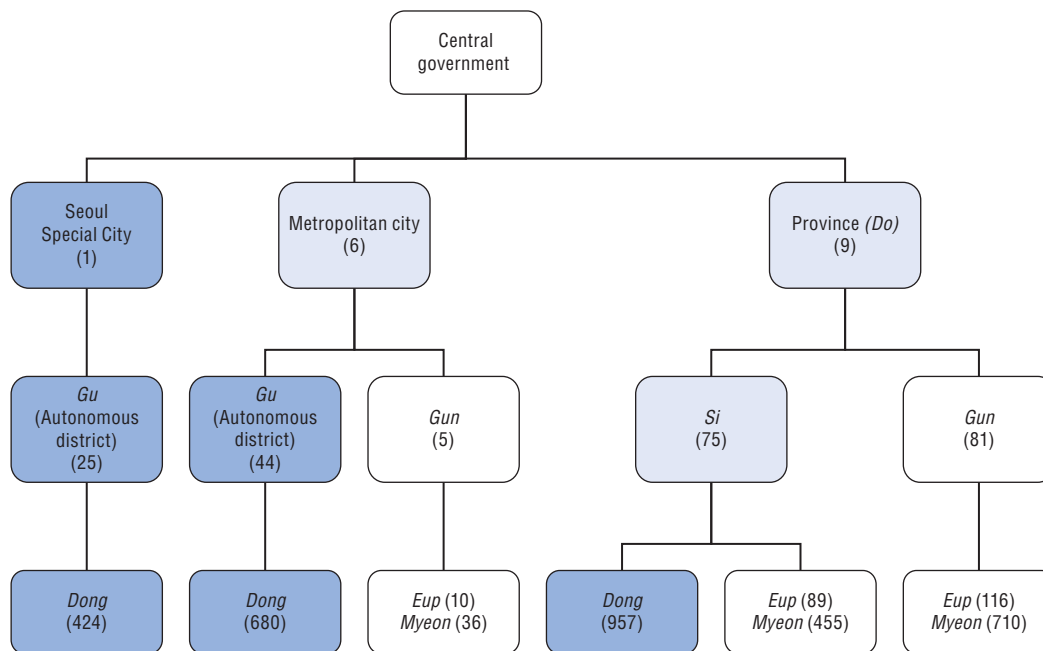 Central
government
Seoul
Special City
(1)
Metropolitan city
(6)
Province (Do)
(9)
Gu
(Autonomous
district)
(25)
Gu
(Autonomous
district)
(44)
Gun
(5)
Si
(75)
Gun
(81)
Dong
(424)
Dong
(680)
Eup (10)
Myeon (36)
Dong
(957)
Eup (89)
Myeon (455)
Eup (116)
Myeon (710)